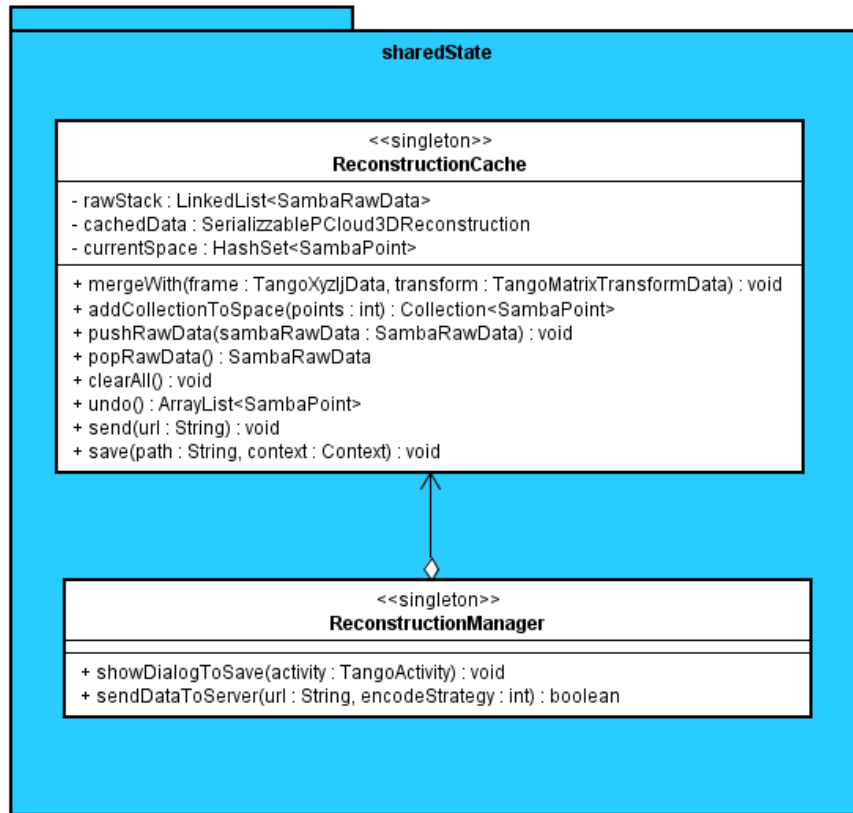 sharedState
<<singleton>>
ReconstructionCache
- rawStack : LinkedList<SambaRawData>
- cachedData : SerializzablePCloud3DReconstruction
- currentSpace : HashSet<SambaPoint>
+ mergeWith(frame : TangoXyzIjData, transform : TangoMatrixTransformData) : void
+ addCollectionToSpace(points : int) : Collection<SambaPoint>
+ pushRawData(sambaRawData : SambaRawData) : void
+ popRawData() : SambaRawData
+ clearAll() : void
+ undo() : ArrayList<SambaPoint>
+ send(url : String) : void
+ save(path : String, context : Context) : void
<<singleton>>
ReconstructionManager
+ showDialogToSave(activity : TangoActivity) : void
+ sendDataToServer(url : String, encodeStrategy : int) : boolean